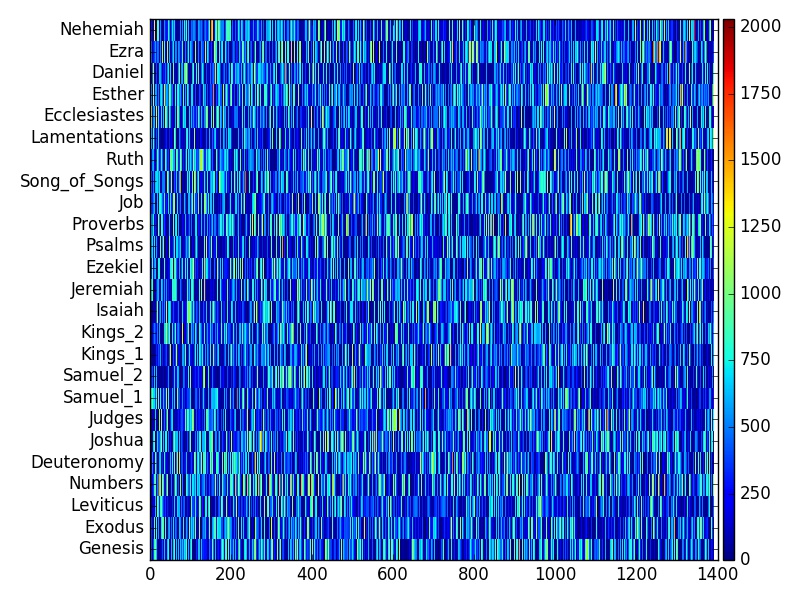 Nehemiah
Ezra
Daniel
Esther
Ecclesiastes
Lamentations
Ruth
Song_of_Songs
Job
Proverbs
Psalms
Ezekiel
Jeremiah
Isaiah
Kings_2
Kings_1
Samuel_2
Samuel_1
Judges
Joshua
Deuteronomy
Numbers
Leviticus
Exodus
Genesis
0 200 400 600 800 1000 1200 1400
2000
1750
1500
1250
1000
750
500
250
0